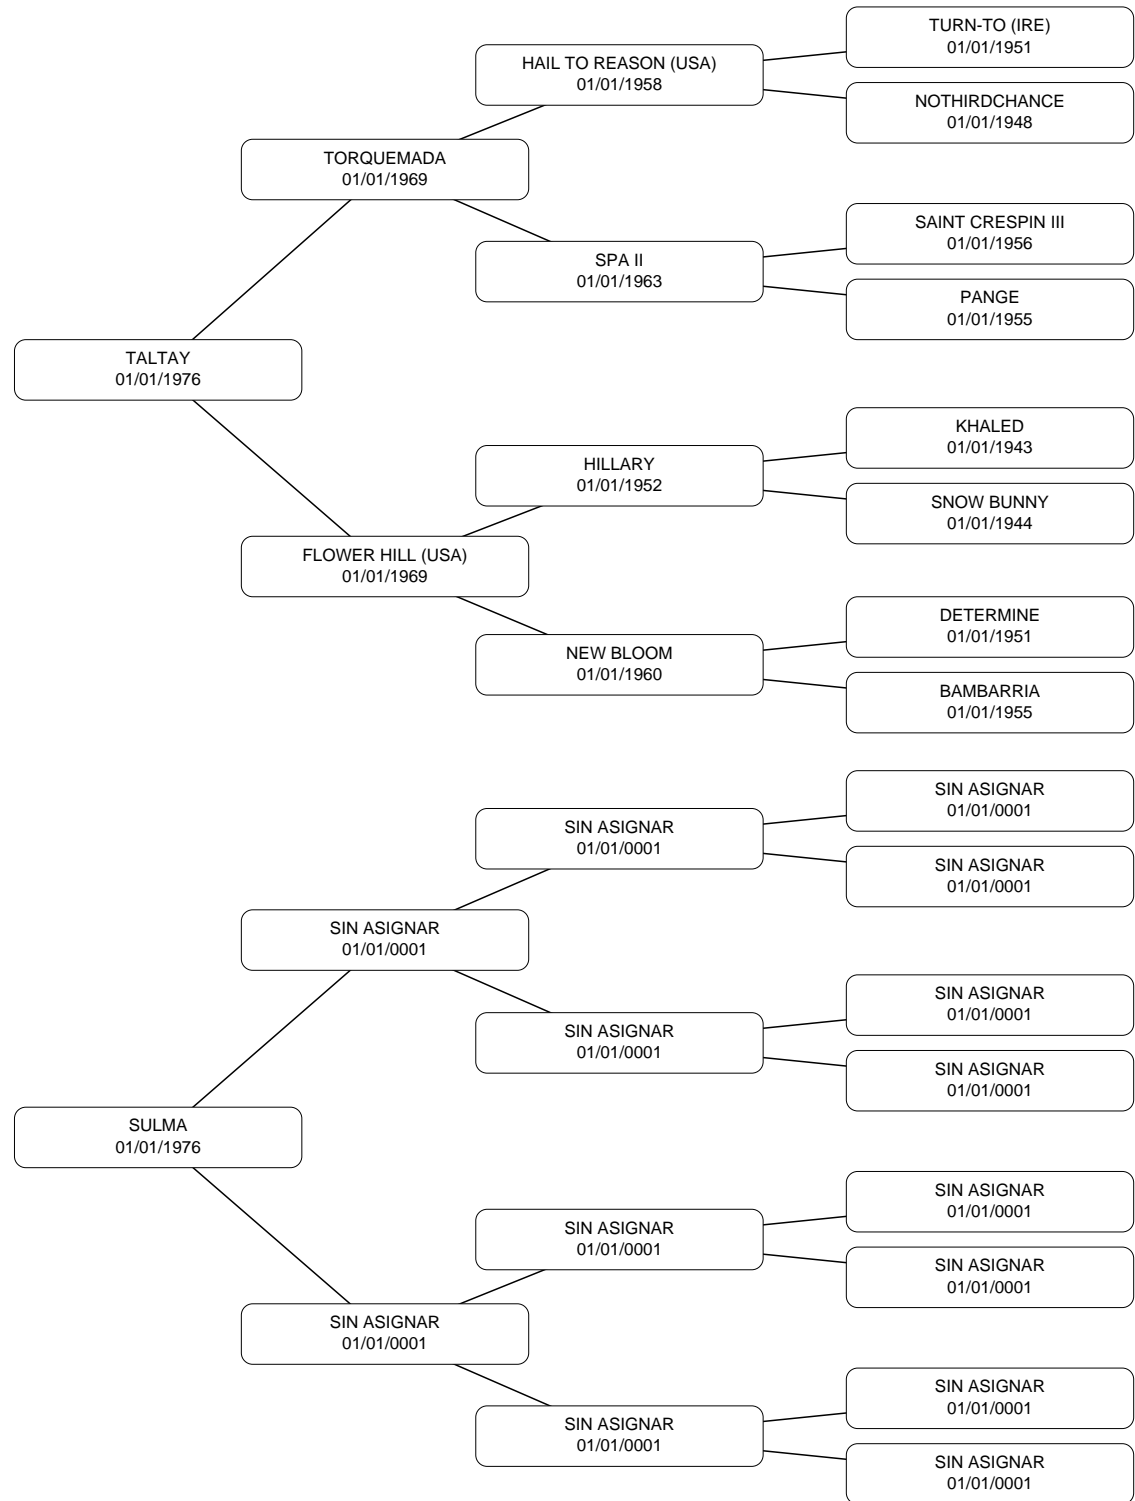 TURN-TO (IRE)
01/01/1951
HAIL TO REASON (USA)
01/01/1958
NOTHIRDCHANCE
01/01/1948
TORQUEMADA
01/01/1969
SAINT CRESPIN III
01/01/1956
SPA II
01/01/1963
PANGE
01/01/1955
TALTAY
01/01/1976
KHALED
01/01/1943
HILLARY
01/01/1952
SNOW BUNNY
01/01/1944
FLOWER HILL (USA)
01/01/1969
DETERMINE
01/01/1951
NEW BLOOM
01/01/1960
BAMBARRIA
01/01/1955
SIN ASIGNAR
01/01/0001
SIN ASIGNAR
01/01/0001
SIN ASIGNAR
01/01/0001
SIN ASIGNAR
01/01/0001
SIN ASIGNAR
01/01/0001
SIN ASIGNAR
01/01/0001
SIN ASIGNAR
01/01/0001
SULMA
01/01/1976
SIN ASIGNAR
01/01/0001
SIN ASIGNAR
01/01/0001
SIN ASIGNAR
01/01/0001
SIN ASIGNAR
01/01/0001
SIN ASIGNAR
01/01/0001
SIN ASIGNAR
01/01/0001
SIN ASIGNAR
01/01/0001